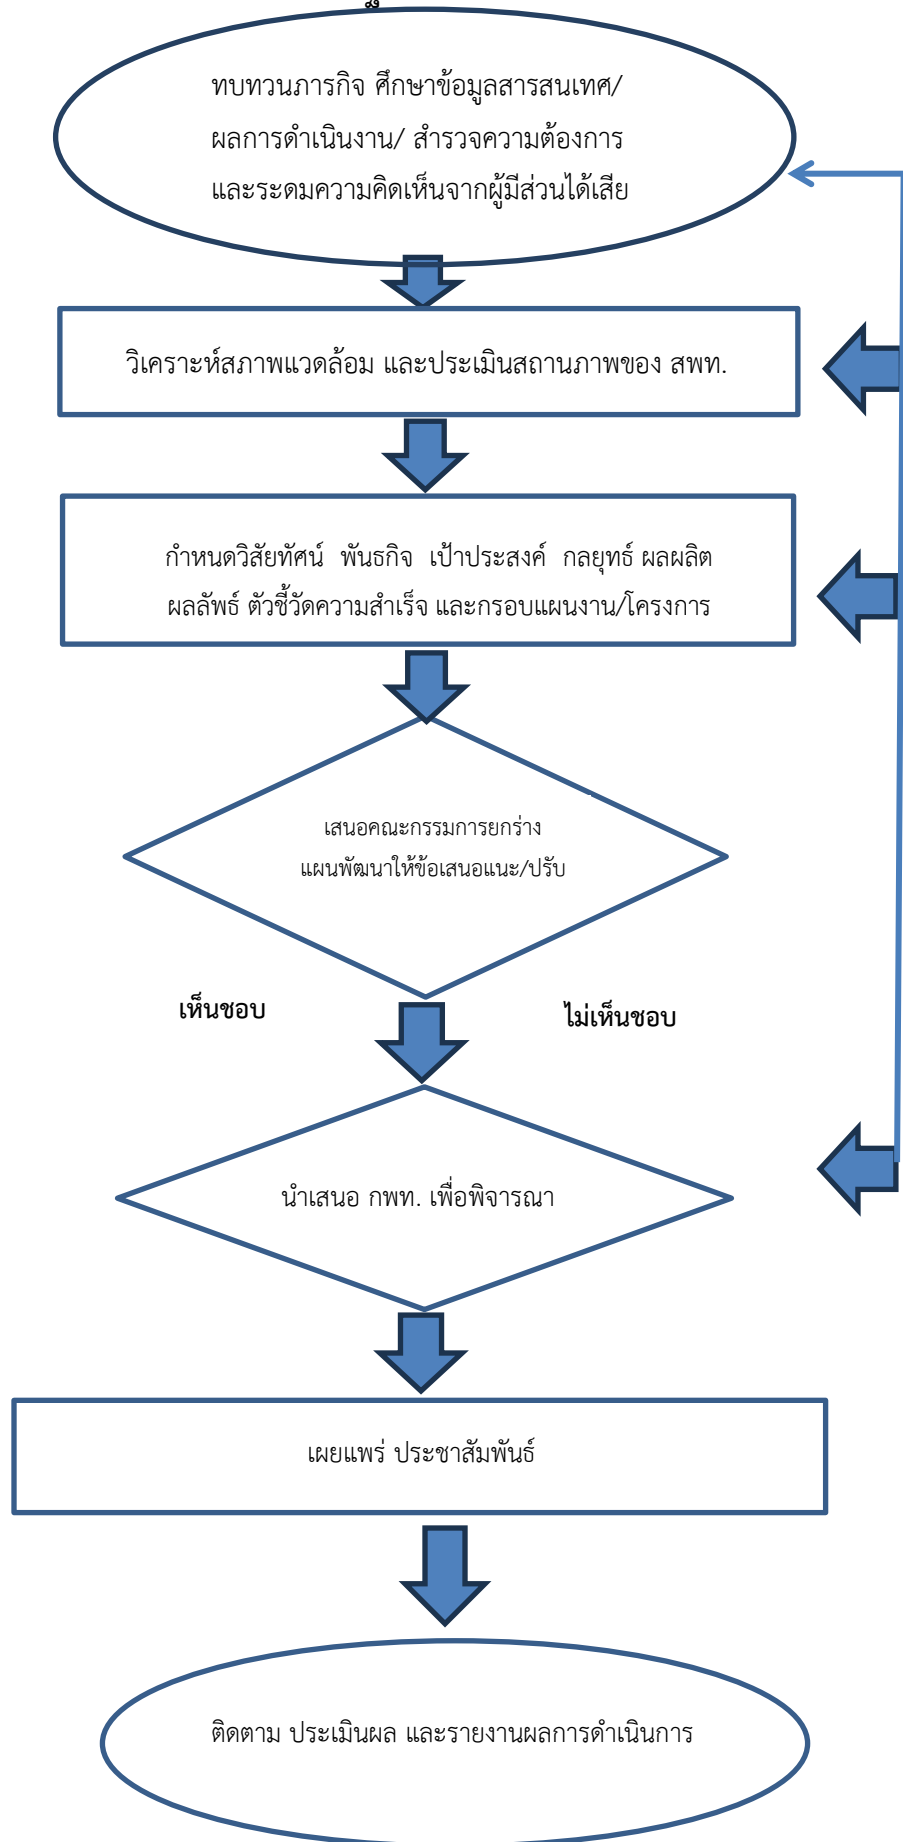 ทบทวนภารกิจ ศึกษาข้อมูลสารสนเทศ/
ผลการดำเนินงาน/ สำรวจความต้องการ
และระดมความคิดเห็นจากผู้มีส่วนได้เสีย
วิเคราะห์สภาพแวดล้อม และประเมินสถานภาพของ สพท.
กำหนดวิสัยทัศน์ พันธกิจ เป้าประสงค์ กลยุทธ์ ผลผลิต
ผลลัพธ์ ตัวชี้วัดความสำเร็จ และกรอบแผนงาน/โครงการ
เสนอคณะกรรมการยกร่าง
แผนพัฒนาให้ข้อเสนอแนะ/ปรับ
เห็นชอบ
ไม่เห็นชอบ
นำเสนอ กพท. เพื่อพิจารณา
เผยแพร่ ประชาสัมพันธ์
ติดตาม ประเมินผล และรายงานผลการดำเนินการ